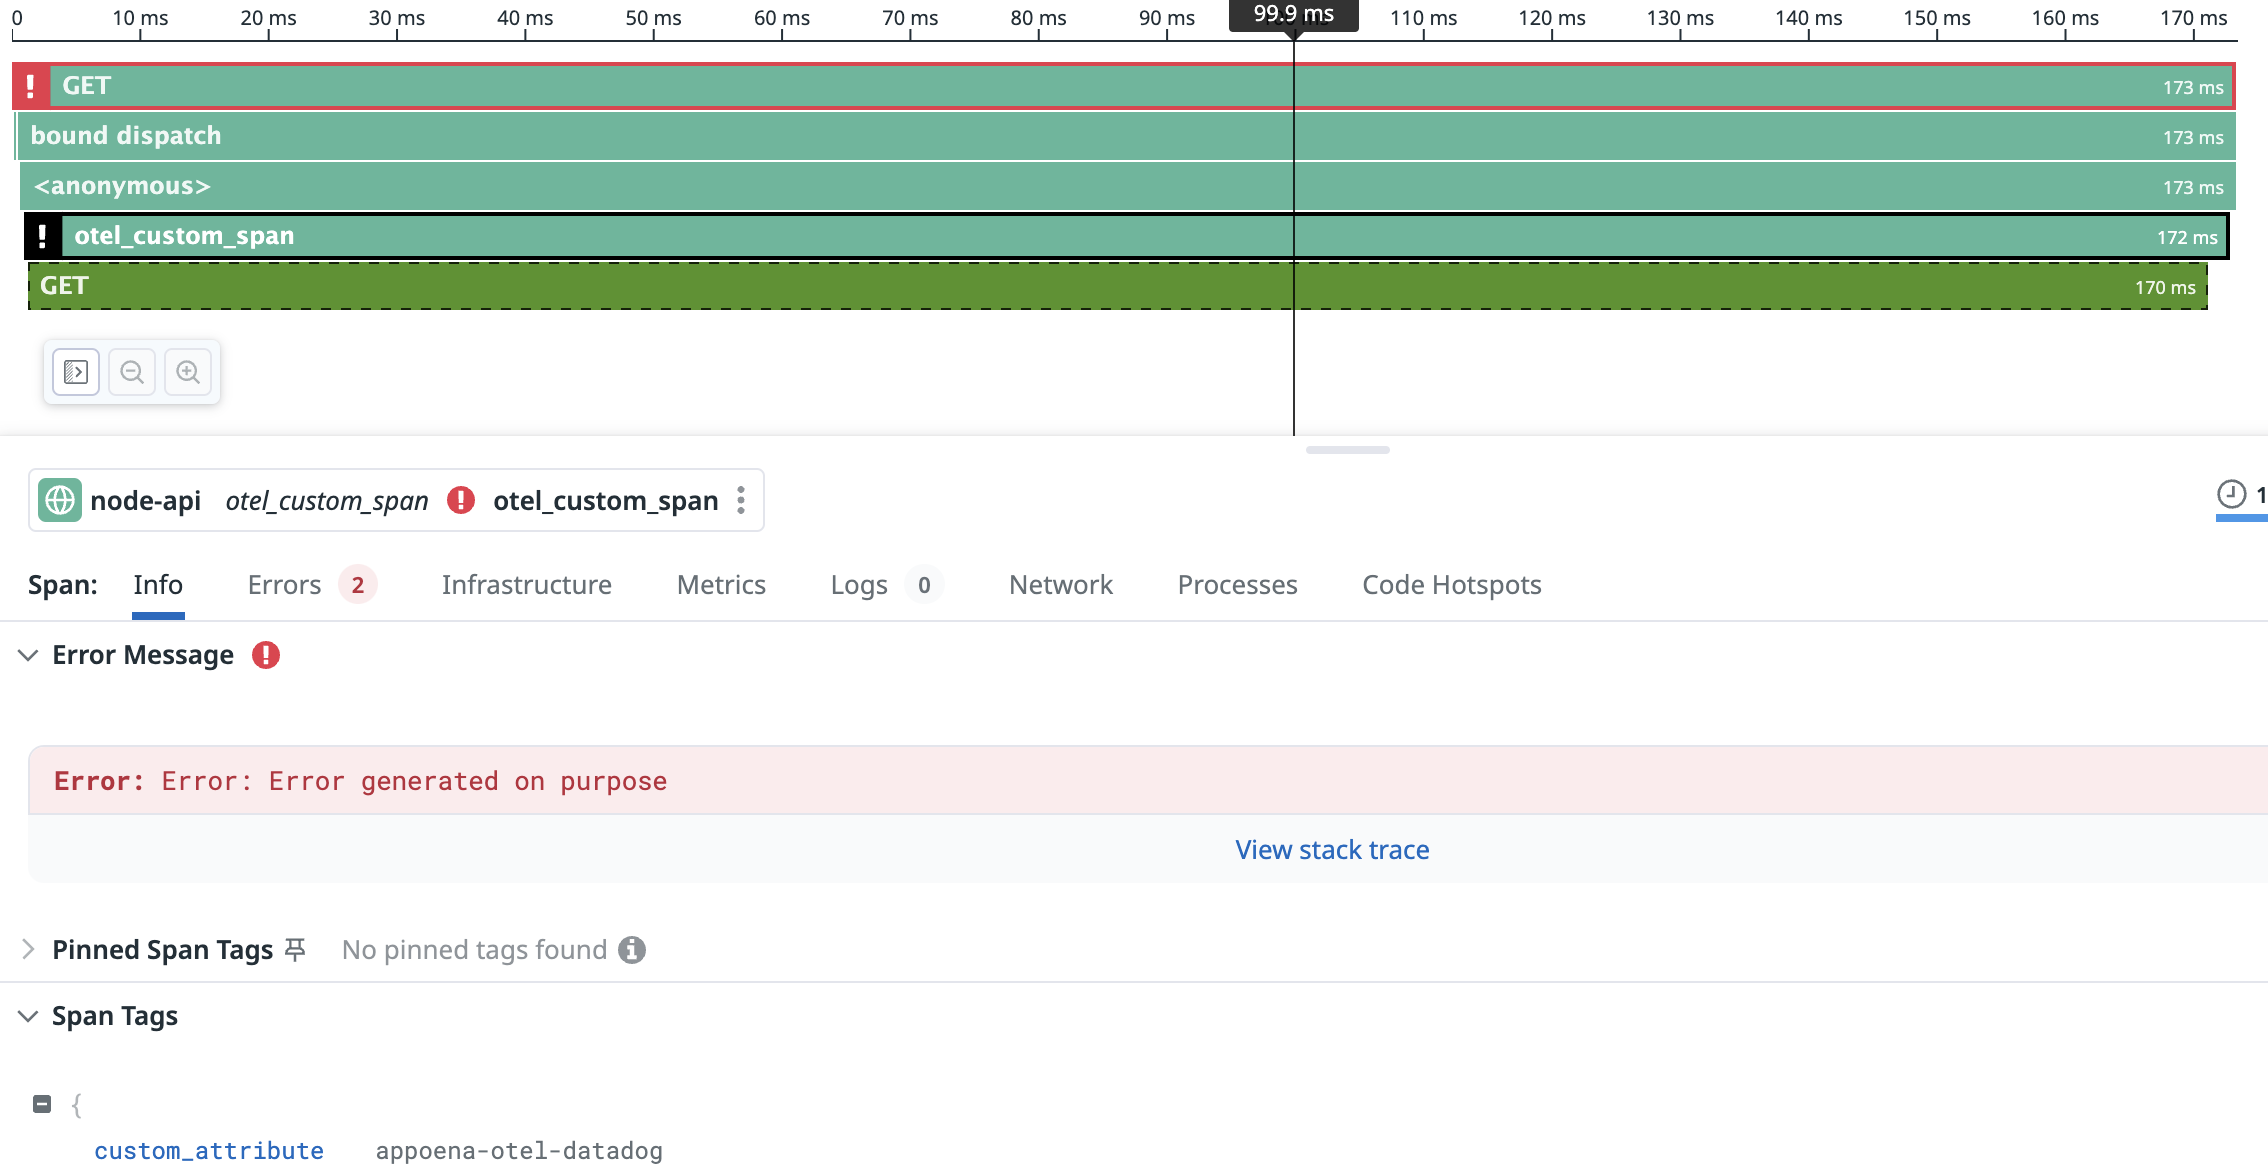 0 10 ms 20 ms 30 ms 40 ms 50 ms 60 ms 70 ms 80 ms 90 ms 99.9 ms 110 ms 120 ms 130 ms 140 ms 150 ms 160 ms 170 ms
! GET 173 ms
bound dispatch 173 ms
<anonymous> 173 ms
! otel_custom_span 172 ms
GET 170 ms
node-api otel_custom_span ! otel_custom_span 1
Span: Info Errors 2 Infrastructure Metrics Logs 0 Network Processes Code Hotspots
Error Message !
Error: Error: Error generated on purpose
View stack trace
Pinned Span Tags No pinned tags found
Span Tags
{
custom_attribute appoena-otel-datadog